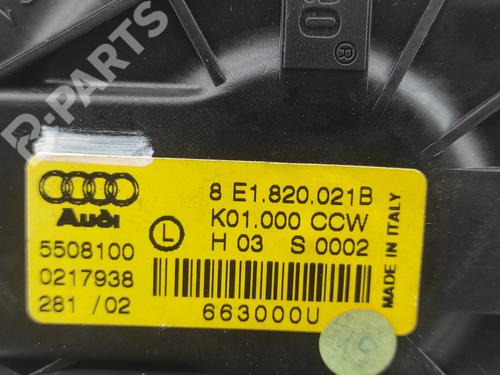 R-PARTS
Audi
8 E1.820.021B
K01.000 CCW
L
H 03 S 0002
5508100
0217938
281 / 02
663000U
MADE IN ITALY
®